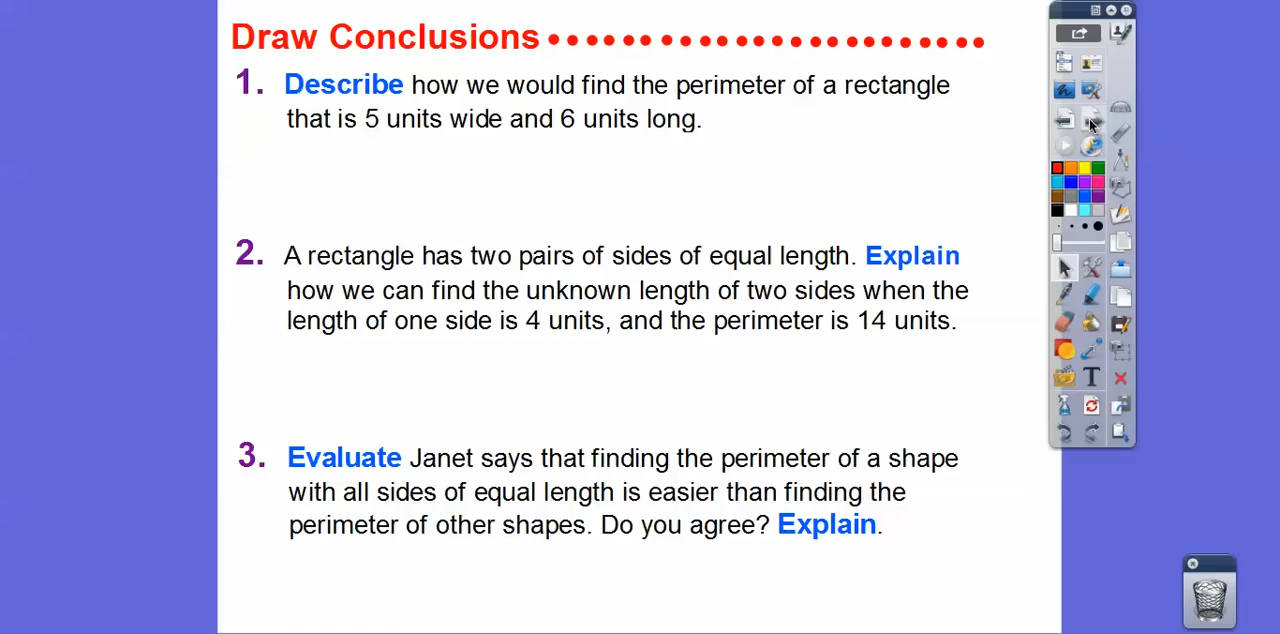 Draw Conclusions
1. Describe how we would find the perimeter of a rectangle
that is 5 units wide and 6 units long.
2. A rectangle has two pairs of sides of equal length. Explain
how we can find the unknown length of two sides when the
length of one side is 4 units, and the perimeter is 14 units.
3. Evaluate Janet says that finding the perimeter of a shape
with all sides of equal length is easier than finding the
perimeter of other shapes. Do you agree? Explain.